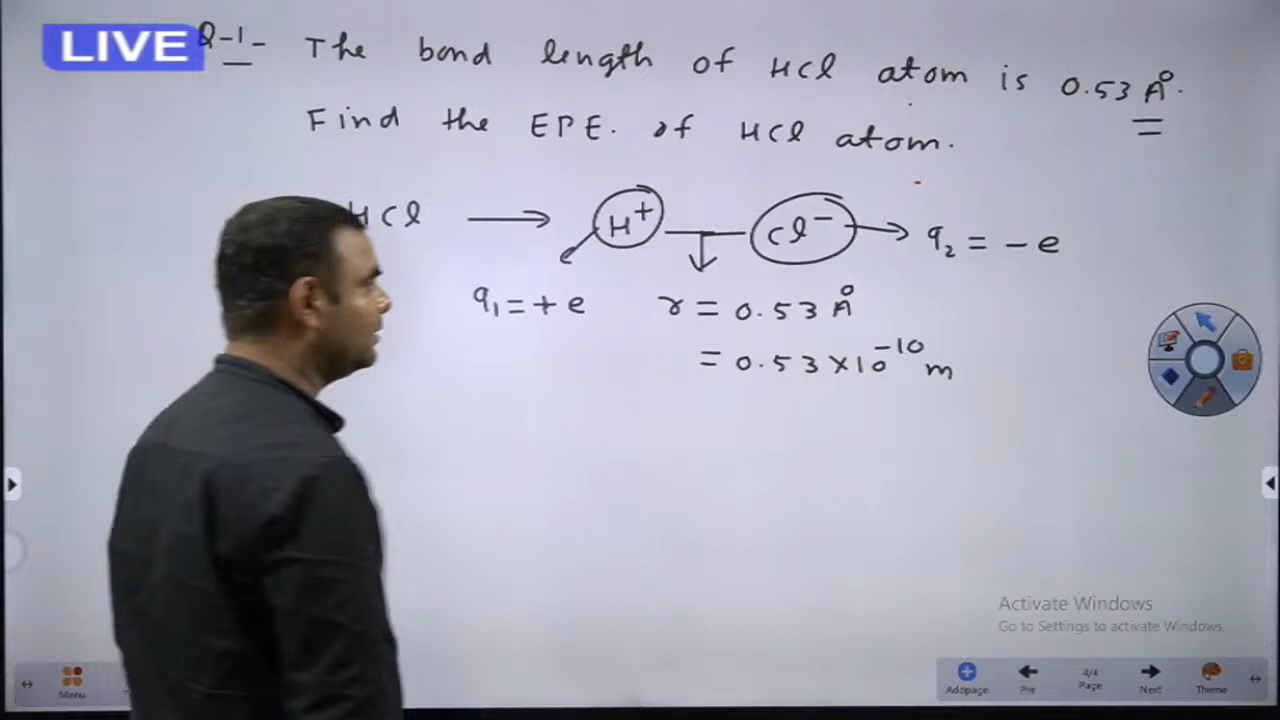 LIVE
Q-1- The bond length of HCl atom is 0.53 Å.
Find the EPE. of HCl atom.
HCl → H⁺ Cl⁻ → q₂ = - e
q₁ = + e r = 0.53 Å
= 0.53 × 10⁻¹⁰ m
Activate Windows
Go to Settings to activate Windows.
Menu
Addpage
Pre
4/4
Page
Next
Theme